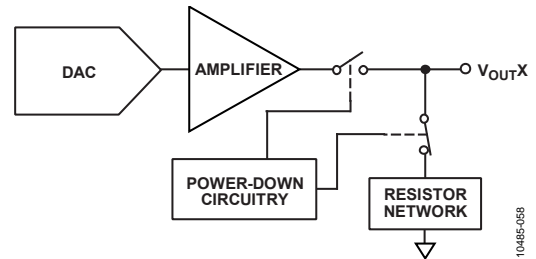 DAC
AMPLIFIER
VOUTX
POWER-DOWN
CIRCUITRY
RESISTOR
NETWORK
10485-058